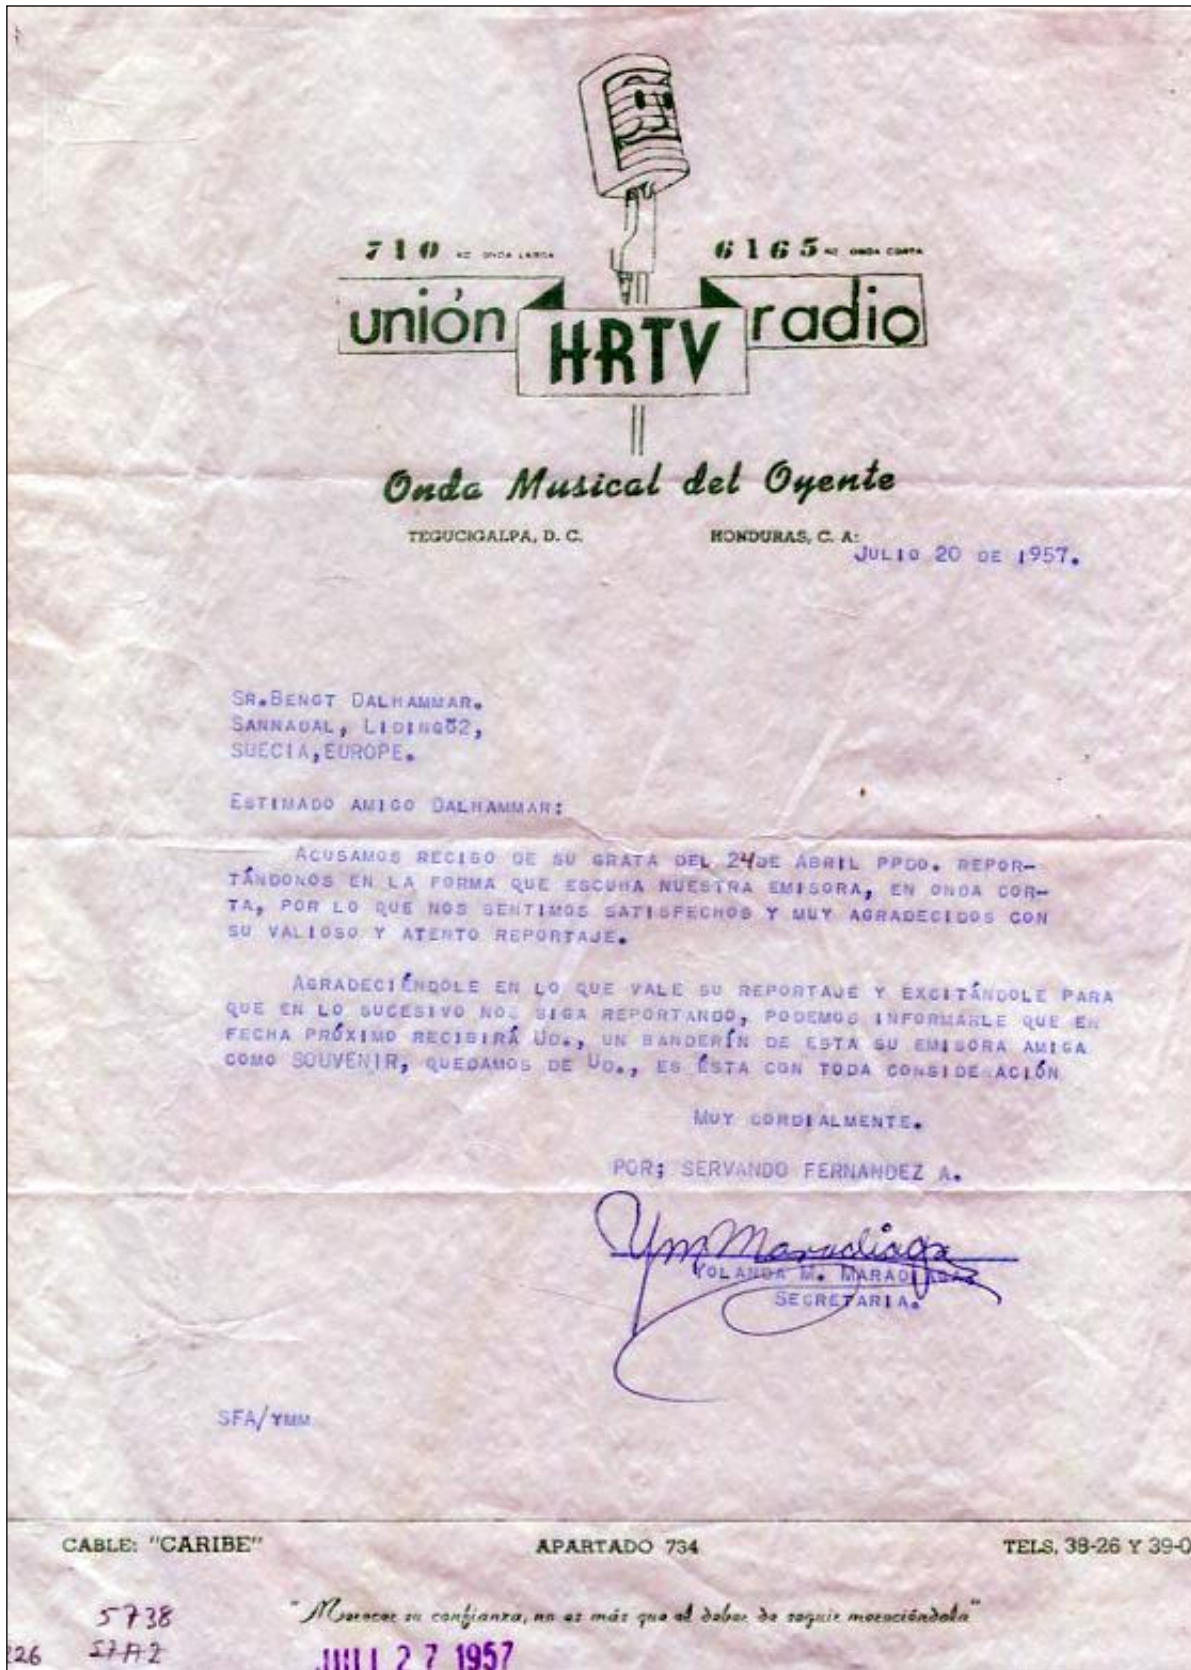 710 KC ONDA LARGA
6165 KC ONDA CORTA
unión HRTV radio
Onda Musical del Oyente
TEGUCIGALPA, D. C. HONDURAS, C. A.
JULIO 20 DE 1957.
SR.BENGT DALHAMMAR.
SANNADAL, LIDINGÖ2,
SUECIA,EUROPE.
ESTIMADO AMIGO DALHAMMAR:
ACUSAMOS RECIBO DE SU GRATA DEL 24DE ABRIL PPDO. REPOR-
TÁNDONOS EN LA FORMA QUE ESCUHA NUESTRA EMISORA, EN ONDA COR-
TA, POR LO QUE NOS SENTIMOS SATISFECHOS Y MUY AGRADECIDOS CON
SU VALIOSO Y ATENTO REPORTAJE.
AGRADECIÉNDOLE EN LO QUE VALE SU REPORTAJE Y EXCITÁNDOLE PARA
QUE EN LO SUCESIVO NOS SIGA REPORTANDO, PODEMOS INFORMARLE QUE EN
FECHA PRÓXIMO RECIBIRÁ UD., UN BANDERÍN DE ESTA SU EMISORA AMIGA
COMO SOUVENIR, QUEDAMOS DE UD., ES ÉSTA CON TODA CONSIDERACIÓN
MUY CORDIALMENTE.
POR; SERVANDO FERNANDEZ A.
YM Maradiaga
YOLANDA M. MARADIAGA
SECRETARIA.
SFA/YMM
CABLE: "CARIBE" APARTADO 734 TELS. 38-26 Y 39-0
"Merecer su confianza, no es más que el deber de seguir mereciéndola"
5738
57A2
226
JUL 27 1957